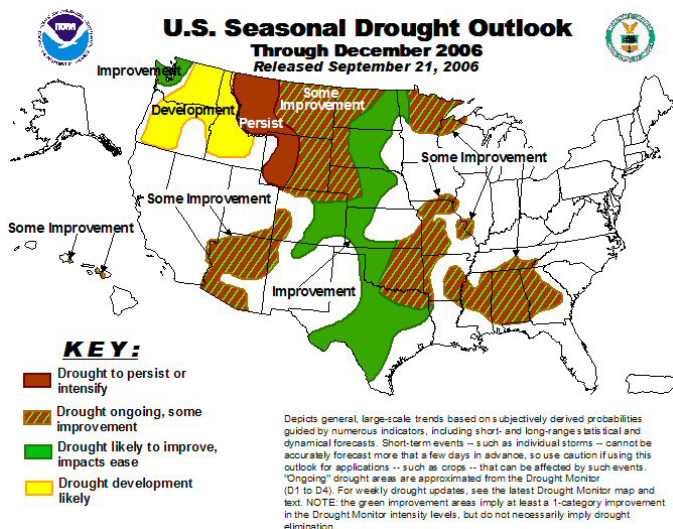 U.S. Seasonal Drought Outlook
Through December 2006
Released September 21, 2006
NOAA
Improvement
Development
Some
Improvement
Persist
Some Improvement
Some Improvement
Some Improvement
Improvement
KEY:
Drought to persist or
intensify
Drought ongoing, some
improvement
Drought likely to improve,
impacts ease
Drought development
likely
Depicts general, large-scale trends based on subjectively derived probabilities
guided by numerous indicators, including short- and long-range statistical and
dynamical forecasts. Short-term events -- such as individual storms -- cannot be
accurately forecast more that a few days in advance, so use caution if using this
outlook for applications -- such as crops -- that can be affected by such events.
"Ongoing" drought areas are approximated from the Drought Monitor
(D1 to D4). For weekly drought updates, see the latest Drought Monitor map and
text. NOTE: the green improvement areas imply at least a 1-category improvement
in the Drought Monitor intensity levels, but do not necessarily imply drought
elimination.